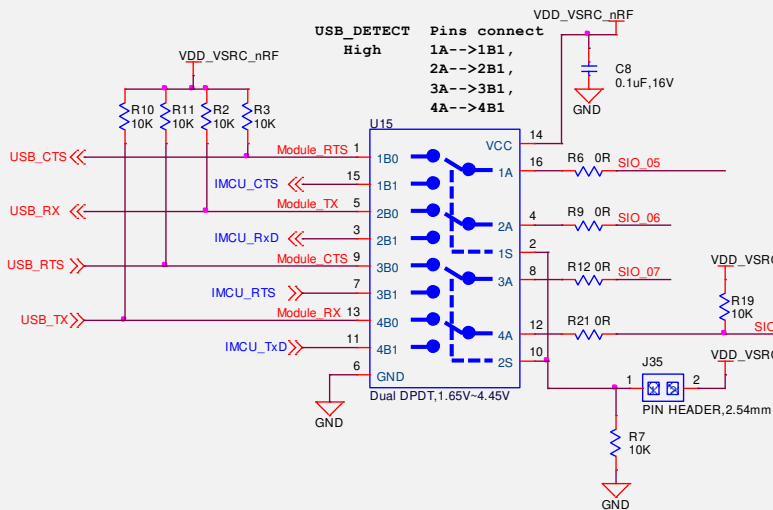 USB_DETECT Pins connect
High 1A-->1B1,
2A-->2B1,
3A-->3B1,
4A-->4B1
VDD_VSRC_nRF
C8
0.1uF,16V
GND
VDD_VSRC_nRF
R10
10K
R11
10K
R2
10K
R3
10K
U15
USB_CTS
Module_RTS
1
1B0
VCC
14
IMCU_CTS
15
1B1
1A
16
R6 0R
SIO_05
USB_RX
Module_TX
5
2B0
2A
4
R9 0R
SIO_06
IMCU_RxD
3
2B1
1S
2
USB_RTS
Module_CTS
9
3B0
3A
8
R12 0R
SIO_07
IMCU_RTS
7
3B1
VDD_VSRC
R19
10K
USB_TX
Module_RX
13
4B0
4A
12
R21 0R
SIO
IMCU_TxD
11
4B1
2S
10
6
GND
GND
Dual DPDT,1.65V~4.45V
J35
1
1 2
2
VDD_VSRC
PIN HEADER,2.54mm
R7
10K
GND